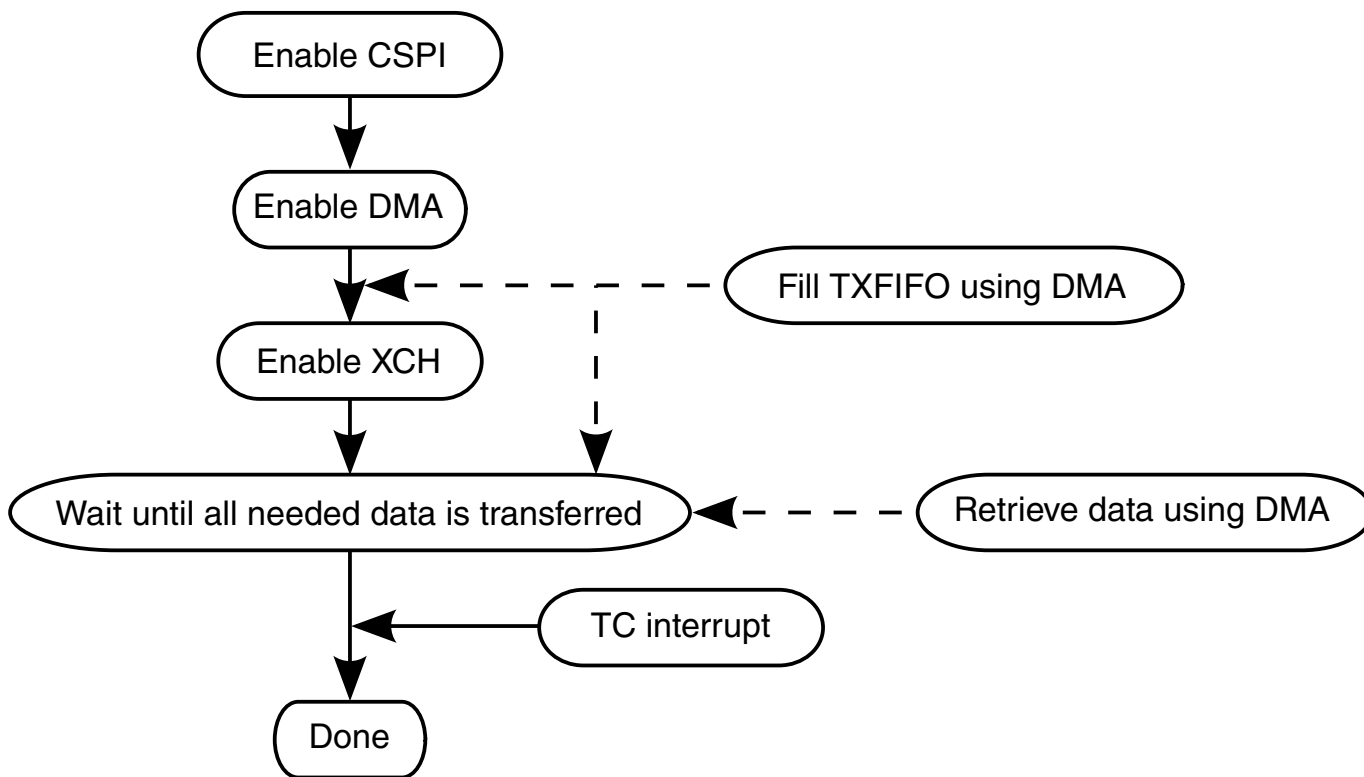 Enable CSPI
Enable DMA
Fill TXFIFO using DMA
Enable XCH
Wait until all needed data is transferred
Retrieve data using DMA
TC interrupt
Done